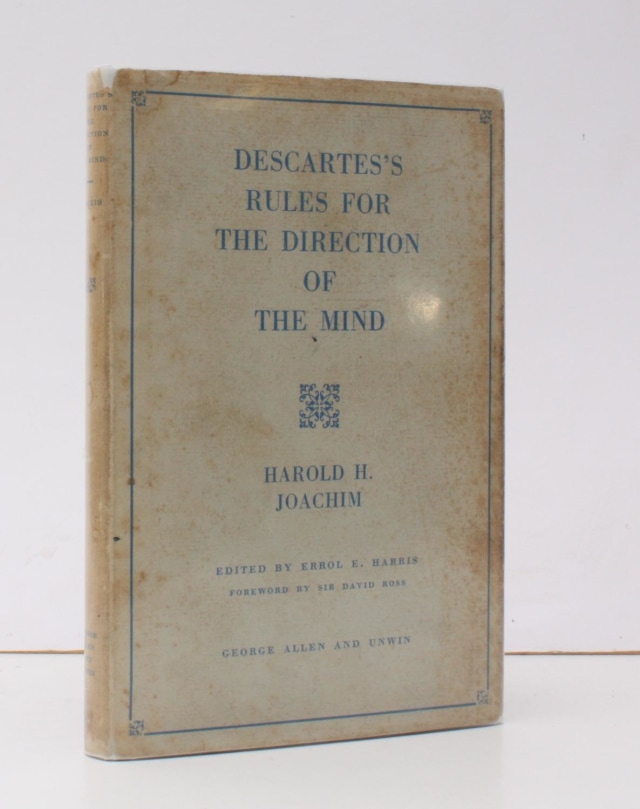 DESCARTES'S
RULES FOR
THE DIRECTION
OF
THE MIND
HAROLD H.
JOACHIM
EDITED BY ERROL E. HARRIS
FOREWORD BY SIR DAVID ROSS
GEORGE ALLEN AND UNWIN